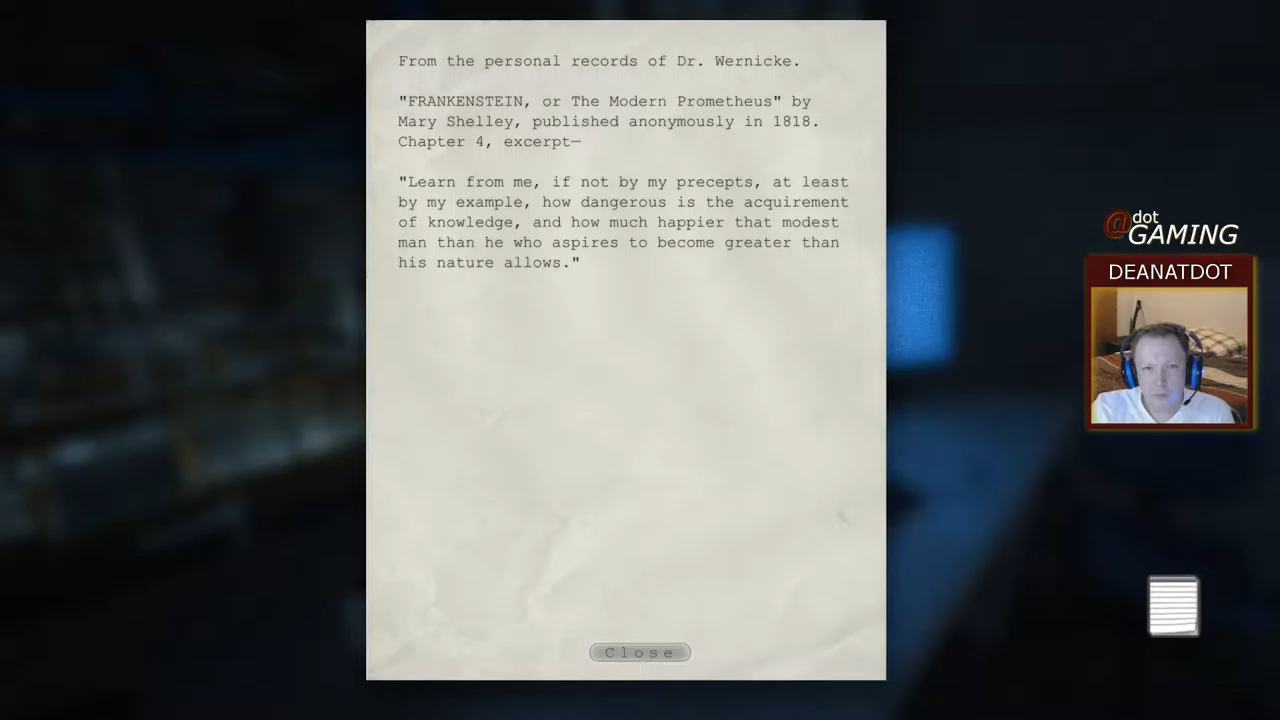 From the personal records of Dr. Wernicke.
"FRANKENSTEIN, or The Modern Prometheus" by
Mary Shelley, published anonymously in 1818.
Chapter 4, excerpt—
"Learn from me, if not by my precepts, at least
by my example, how dangerous is the acquirement
of knowledge, and how much happier that modest
man than he who aspires to become greater than
his nature allows."
Close
@dot
GAMING
DEANATDOT